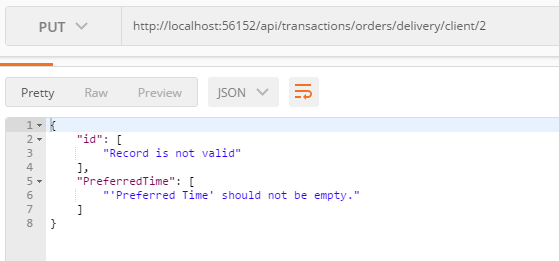 PUT http://localhost:56152/api/transactions/orders/delivery/client/2
Pretty Raw Preview JSON
1 {
2 "id": [
3 "Record is not valid"
4 ],
5 "PreferredTime": [
6 "'Preferred Time' should not be empty."
7 ]
8 }